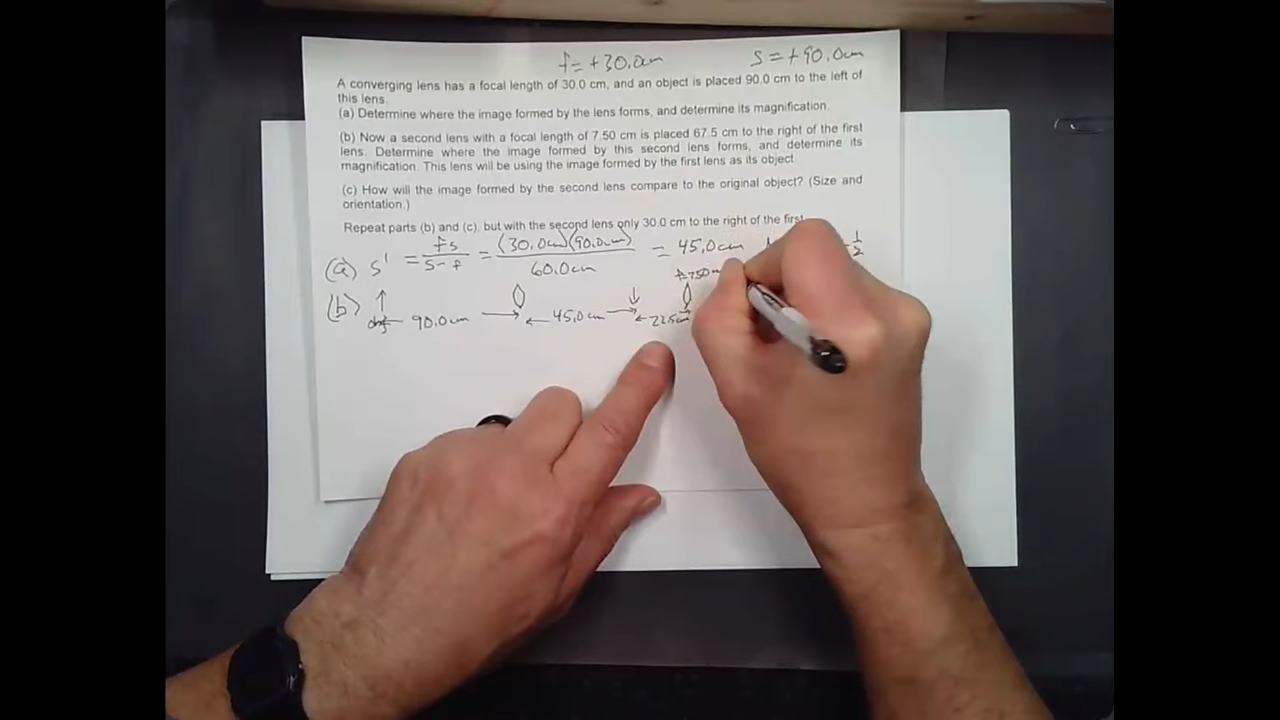 f = +30.0cm s = +90.0cm
A converging lens has a focal length of 30.0 cm, and an object is placed 90.0 cm to the left of
this lens.
(a) Determine where the image formed by the lens forms, and determine its magnification.
(b) Now a second lens with a focal length of 7.50 cm is placed 67.5 cm to the right of the first
lens. Determine where the image formed by this second lens forms, and determine its
magnification. This lens will be using the image formed by the first lens as its object.
(c) How will the image formed by the second lens compare to the original object? (Size and
orientation.)
Repeat parts (b) and (c), but with the second lens only 30.0 cm to the right of the first.
(a) s' = fs / s-f = (30.0cm)(90.0cm) / 60.0cm = 45.0cm - 1/2
f=7.50
(b) obj 90.0cm 45.0cm 22.5cm